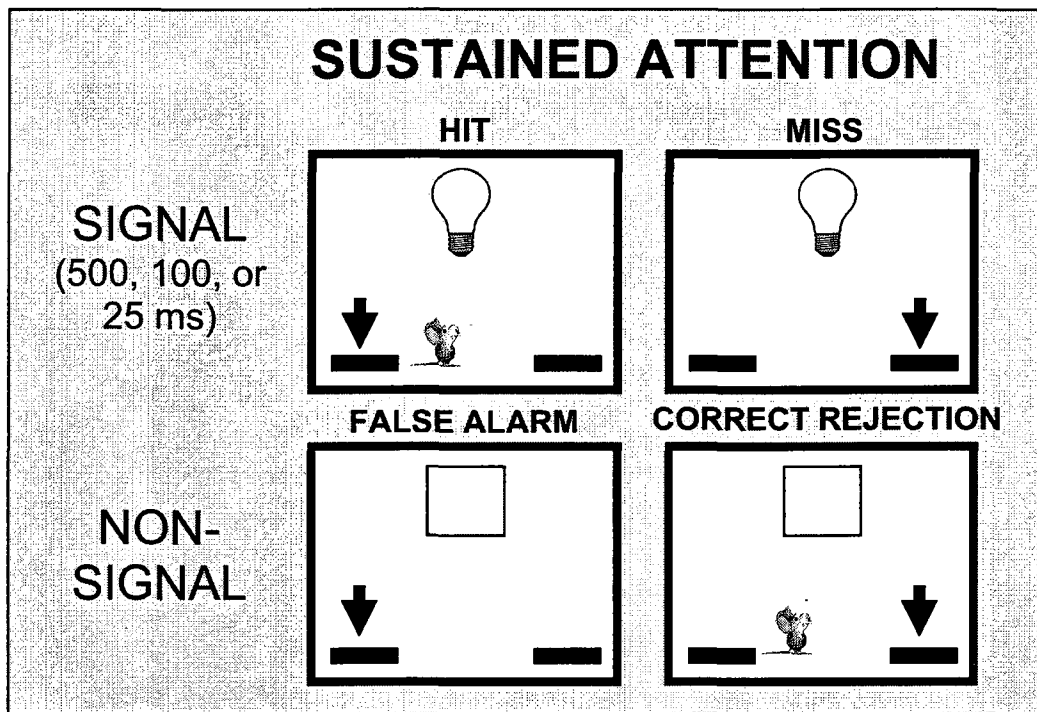 SUSTAINED ATTENTION
HIT
MISS
SIGNAL
(500, 100, or
25 ms)
FALSE ALARM
CORRECT REJECTION
NON-
SIGNAL